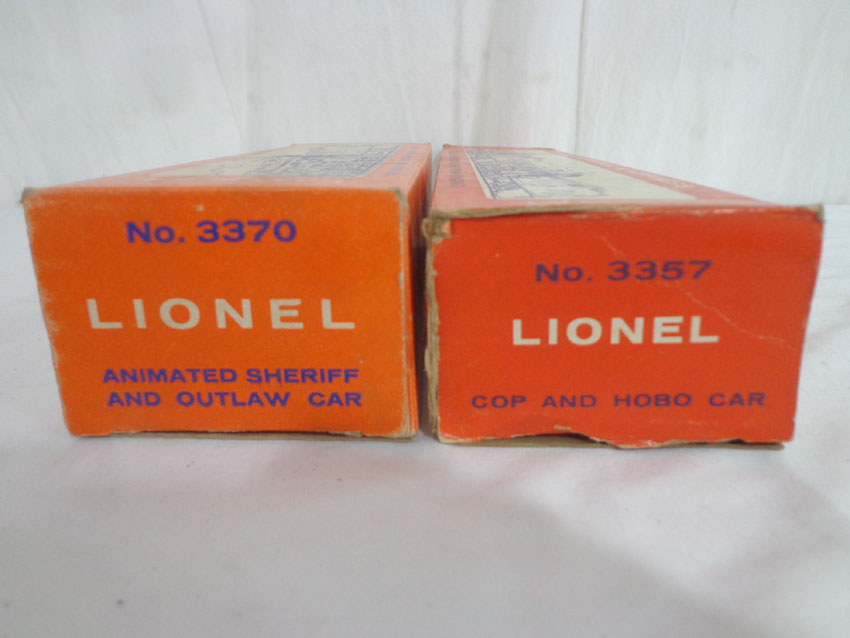 No. 3370
LIONEL
ANIMATED SHERIFF
AND OUTLAW CAR
No. 3357
LIONEL
COP AND HOBO CAR